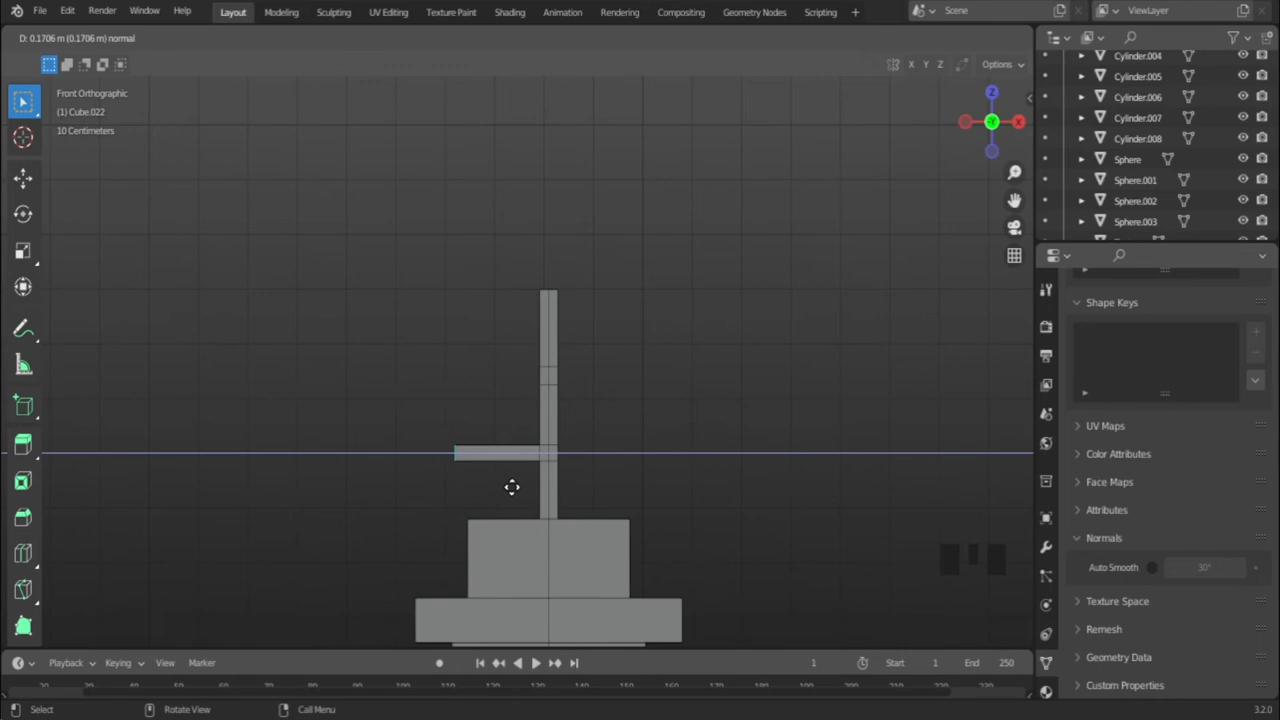 File Edit Render Window Help Layout Modeling Sculpting UV Editing Texture Paint Shading Animation Rendering Compositing Geometry Nodes Scripting + Scene ViewLayer
D: 0.1706 m (0.1706 m) normal
X Y Z Options
Front Orthographic
(1) Cube.022
10 Centimeters
Z
-Y
X
Cylinder.004
Cylinder.005
Cylinder.006
Cylinder.007
Cylinder.008
Sphere
Sphere.001
Sphere.002
Sphere.003
Shape Keys
UV Maps
Color Attributes
Face Maps
Attributes
Normals
Auto Smooth 30°
Texture Space
Remesh
Geometry Data
Custom Properties
Playback Keying View Marker 1 Start 1 End 250
Select Rotate View Call Menu 3.2.0